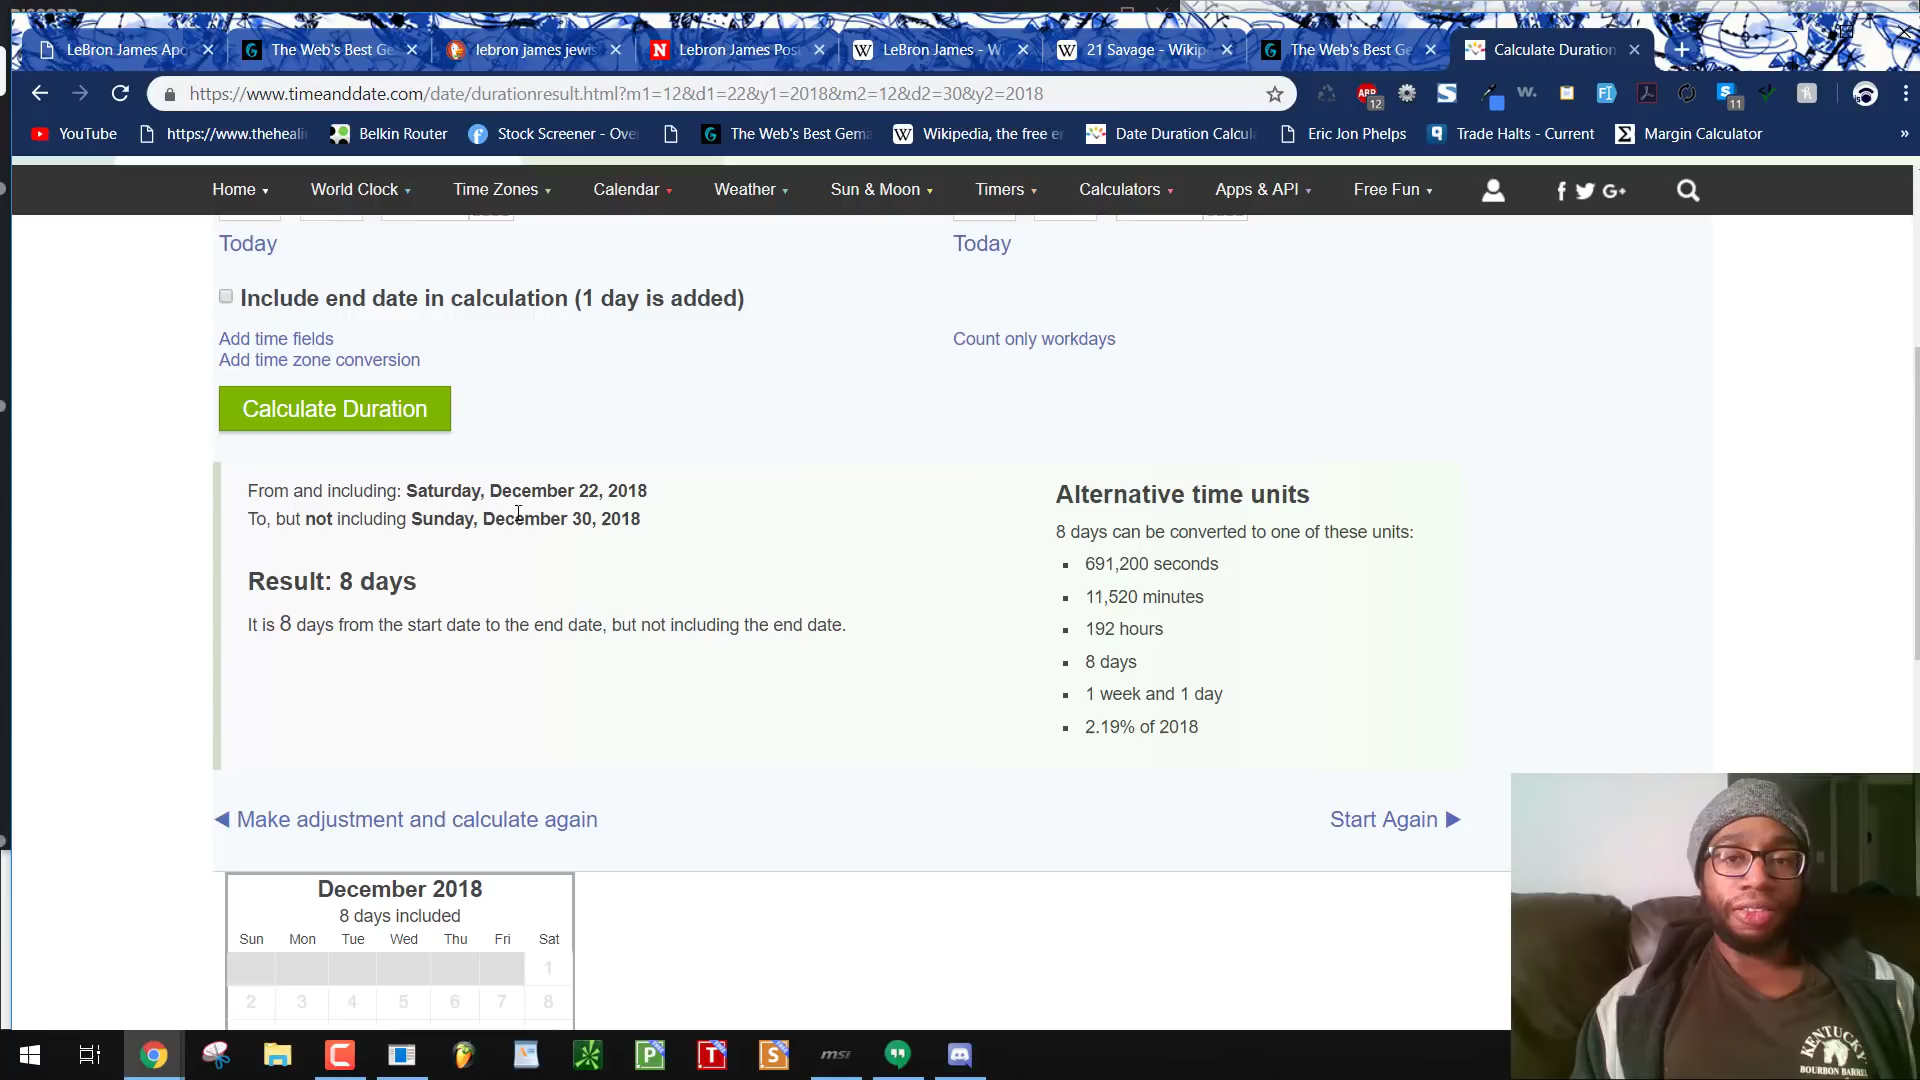 LeBron James Apo
The Web's Best Ge
lebron james jewis
Lebron James Pos
LeBron James - Wi
21 Savage - Wikip
The Web's Best Ge
Calculate Duration
https://www.timeanddate.com/date/durationresult.html?m1=12&d1=22&y1=2018&m2=12&d2=30&y2=2018
YouTube
https://www.theheali
Belkin Router
Stock Screener - Ove
The Web's Best Gema
Wikipedia, the free e
Date Duration Calcu
Eric Jon Phelps
Trade Halts - Current
Margin Calculator
Home
World Clock
Time Zones
Calendar
Weather
Sun & Moon
Timers
Calculators
Apps & API
Free Fun
Today
Today
Include end date in calculation (1 day is added)
Add time fields
Count only workdays
Add time zone conversion
Calculate Duration
From and including: Saturday, December 22, 2018
To, but not including Sunday, December 30, 2018
Result: 8 days
It is 8 days from the start date to the end date, but not including the end date.
Alternative time units
8 days can be converted to one of these units:
691,200 seconds
11,520 minutes
192 hours
8 days
1 week and 1 day
2.19% of 2018
Make adjustment and calculate again
Start Again
December 2018
8 days included
Sun Mon Tue Wed Thu Fri Sat
1
2 3 4 5 6 7 8
KENTUCKY
BOURBON BARREL
msi